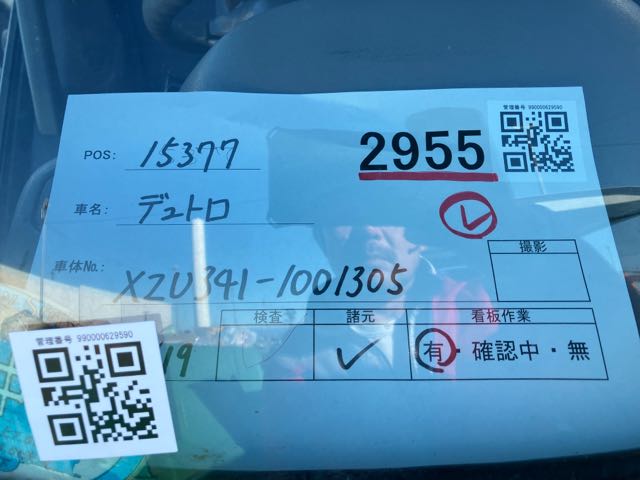 管理番号 990000629590
POS: 15377
2955
車名: デュトロ
車体No.: XZU341-1001305
撮影
検査 諸元 看板作業
有・確認中・無
19
管理番号 990000629590